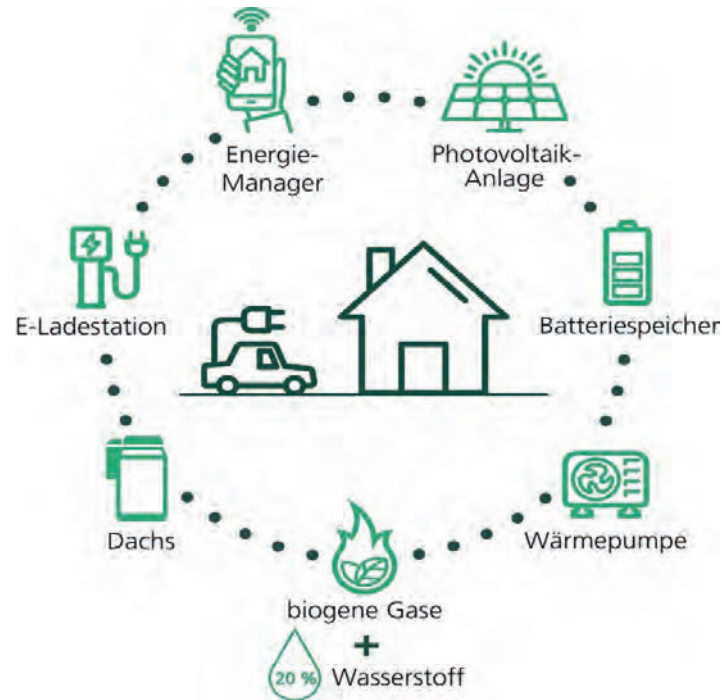 Energie-
Manager
Photovoltaik-
Anlage
E-Ladestation
Batteriespeicher
Dachs
Wärmepumpe
biogene Gase
+
20 % Wasserstoff